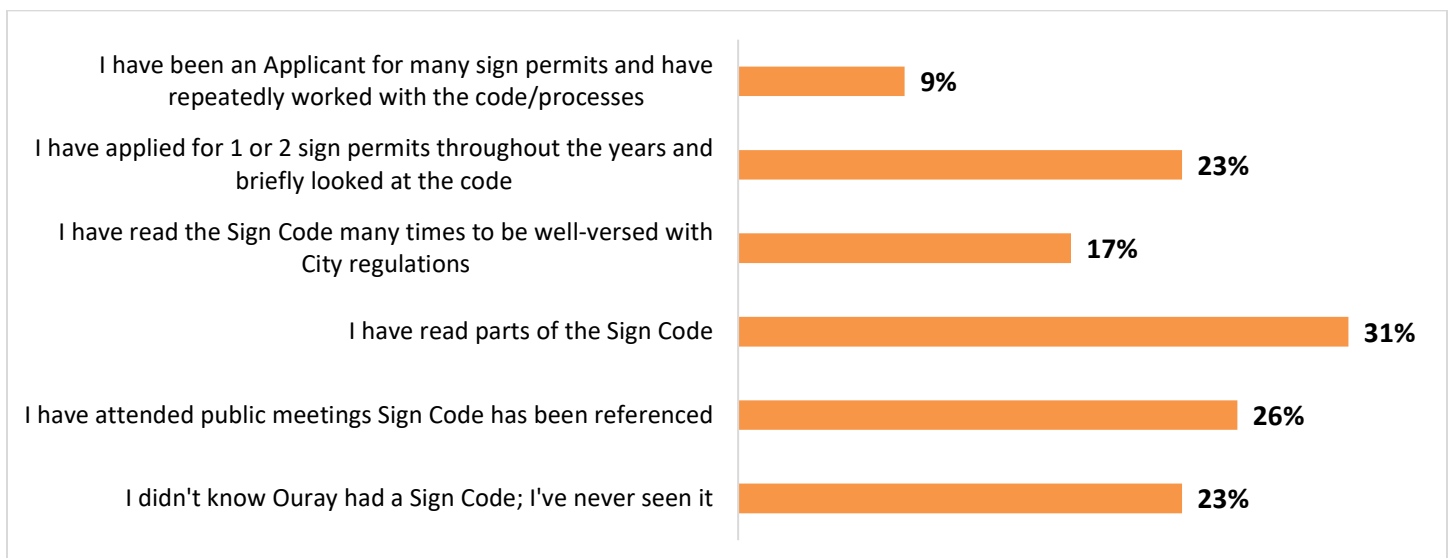 I have been an Applicant for many sign permits and have
repeatedly worked with the code/processes
9%
I have applied for 1 or 2 sign permits throughout the years and
briefly looked at the code
23%
I have read the Sign Code many times to be well-versed with
City regulations
17%
I have read parts of the Sign Code
31%
I have attended public meetings Sign Code has been referenced
26%
I didn't know Ouray had a Sign Code; I've never seen it
23%